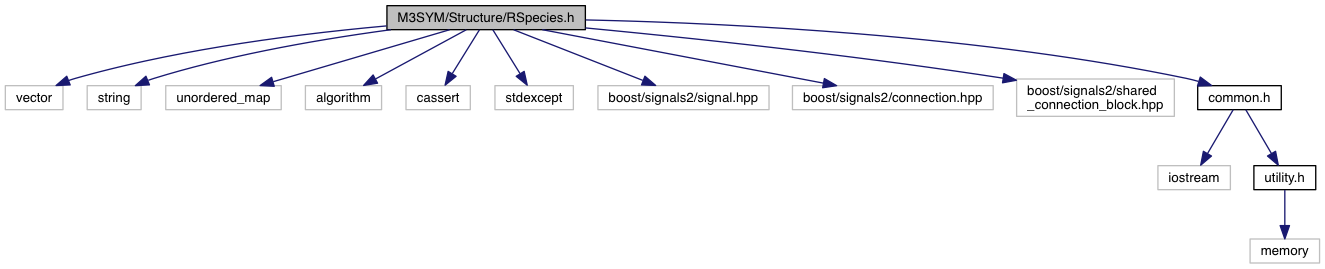 M3SYM/Structure/RSpecies.h
vector
string
unordered_map
algorithm
cassert
stdexcept
boost/signals2/signal.hpp
boost/signals2/connection.hpp
boost/signals2/shared
_connection_block.hpp
common.h
iostream
utility.h
memory